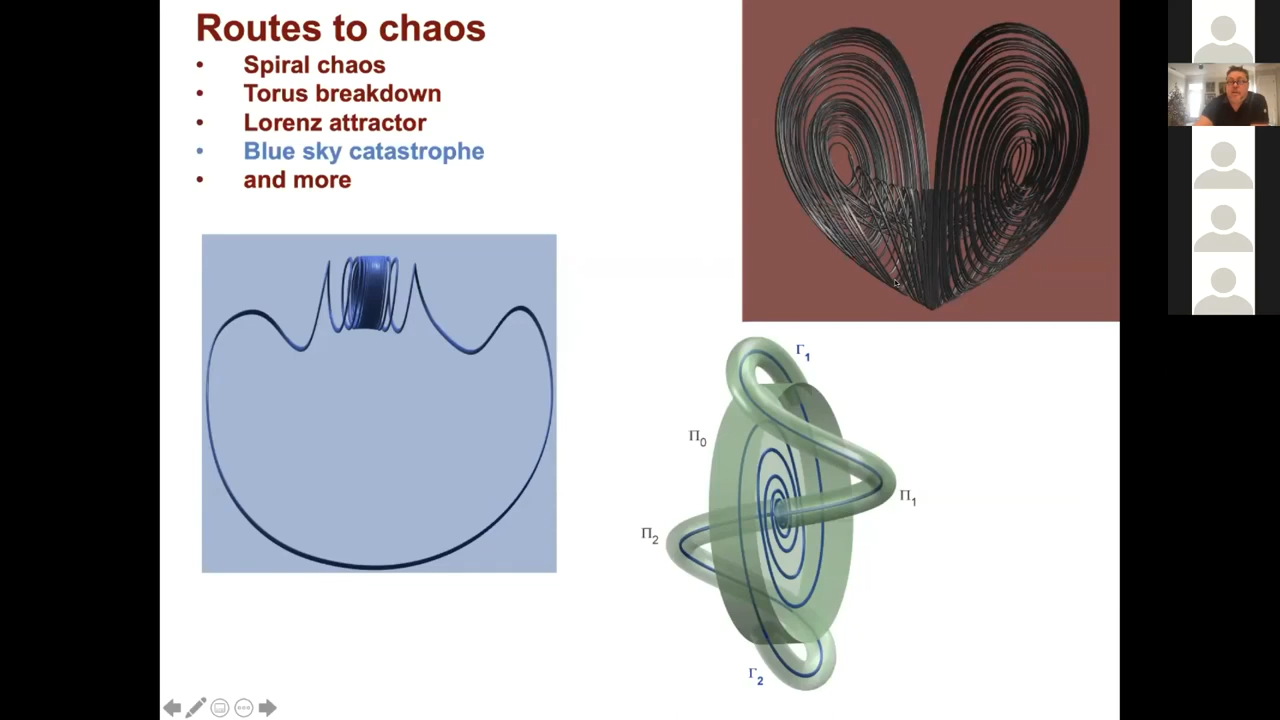 Routes to chaos
• Spiral chaos
• Torus breakdown
• Lorenz attractor
• Blue sky catastrophe
• and more
Γ1
Π0
Π1
Π2
Γ2